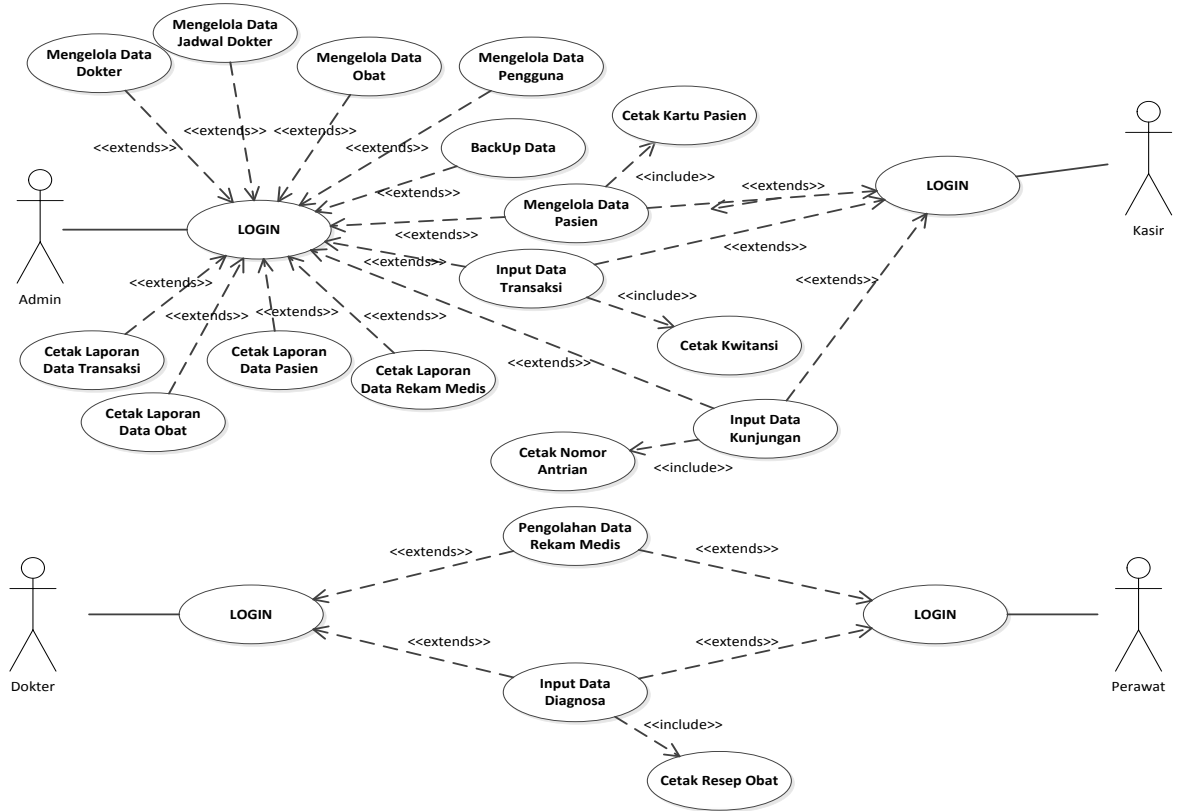 Mengelola Data
Jadwal Dokter
Mengelola Data
Dokter
Mengelola Data
Obat
Mengelola Data
Pengguna
Cetak Kartu Pasien
<<extends>>
<<extends>>
<<extends>>
<<extends>>
BackUp Data
<<extends>>
<<include>>
<<extends>>
LOGIN
Kasir
Mengelola Data
Pasien
LOGIN
Admin
<<extends>>
<<extends>>
<<extends>>
Input Data
Transaksi
<<extends>>
<<extends>>
<<extends>>
<<extends>>
<<extends>>
<<include>>
Cetak Kwitansi
Cetak Laporan
Data Transaksi
Cetak Laporan
Data Pasien
Cetak Laporan
Data Rekam Medis
<<extends>>
Cetak Laporan
Data Obat
Input Data
Kunjungan
Cetak Nomor
Antrian
<<include>>
Pengolahan Data
Rekam Medis
<<extends>>
<<extends>>
LOGIN
LOGIN
<<extends>>
<<extends>>
Dokter
Perawat
Input Data
Diagnosa
<<include>>
Cetak Resep Obat